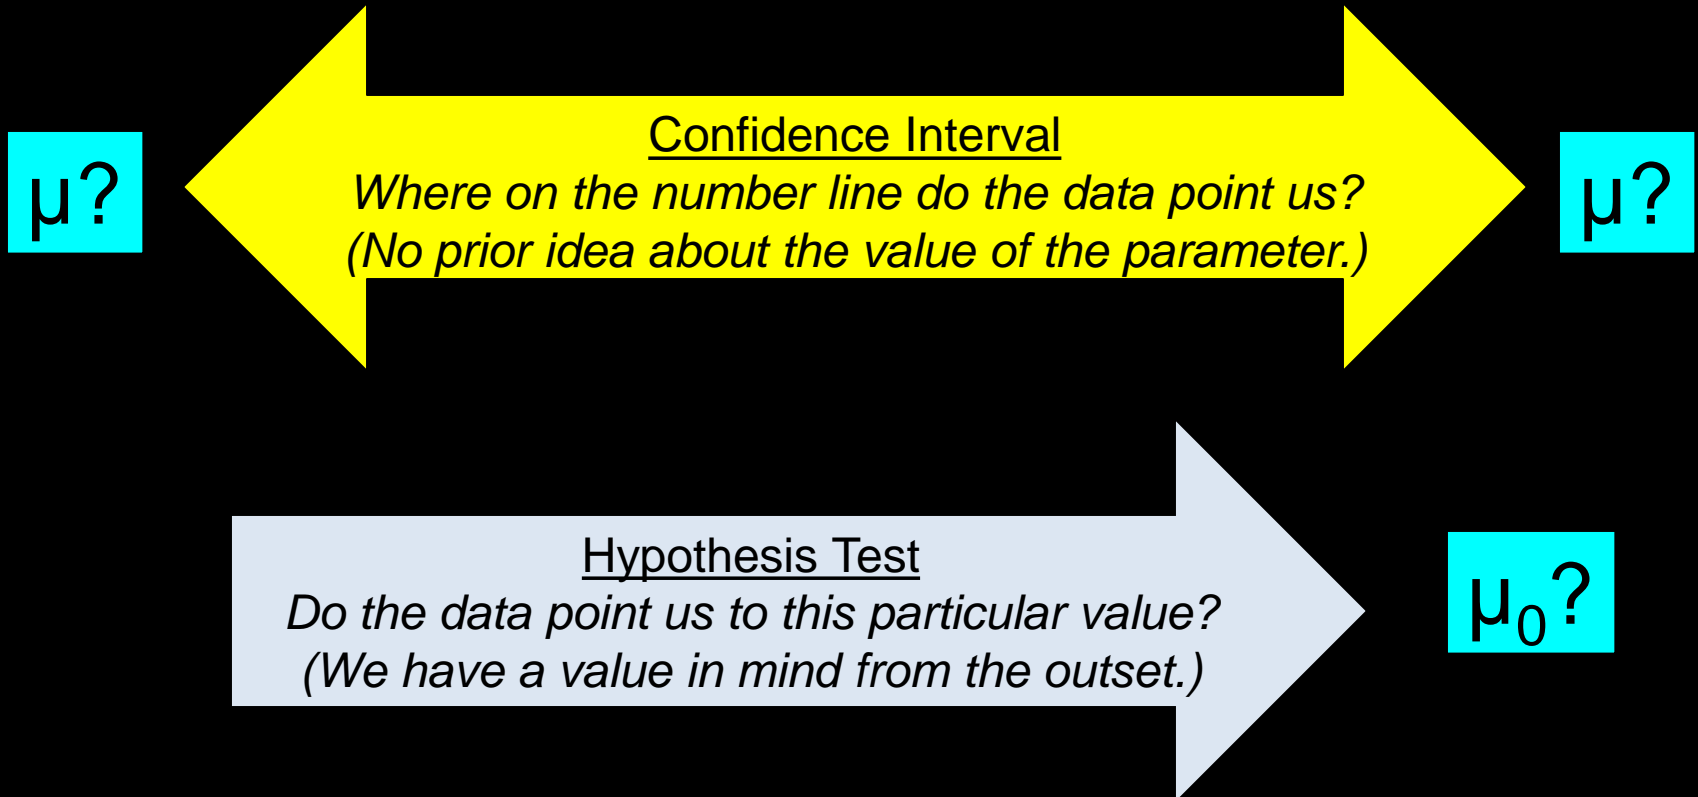 Confidence Interval
μ? Where on the number line do the data point us? μ?
(No prior idea about the value of the parameter.)
Hypothesis Test
Do the data point us to this particular value?
μ₀?
(We have a value in mind from the outset.)